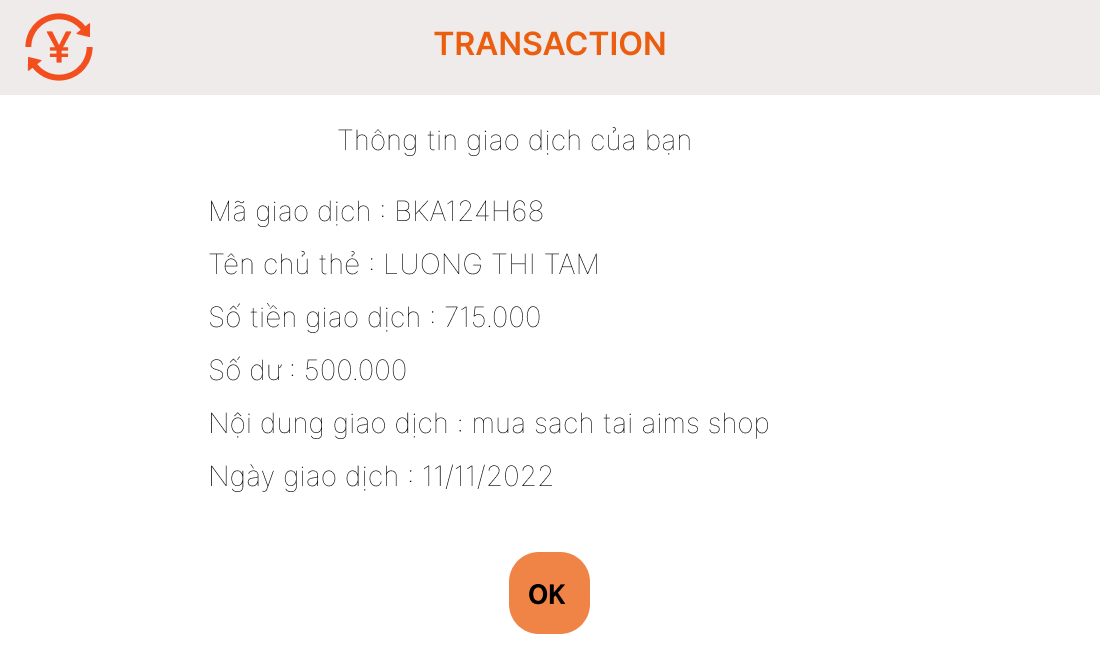 ¥
TRANSACTION
Thông tin giao dịch của bạn
Mã giao dịch : BKA124H68
Tên chủ thẻ : LUONG THI TAM
Số tiền giao dịch : 715.000
Số dư : 500.000
Nội dung giao dịch : mua sach tai aims shop
Ngày giao dịch : 11/11/2022
OK